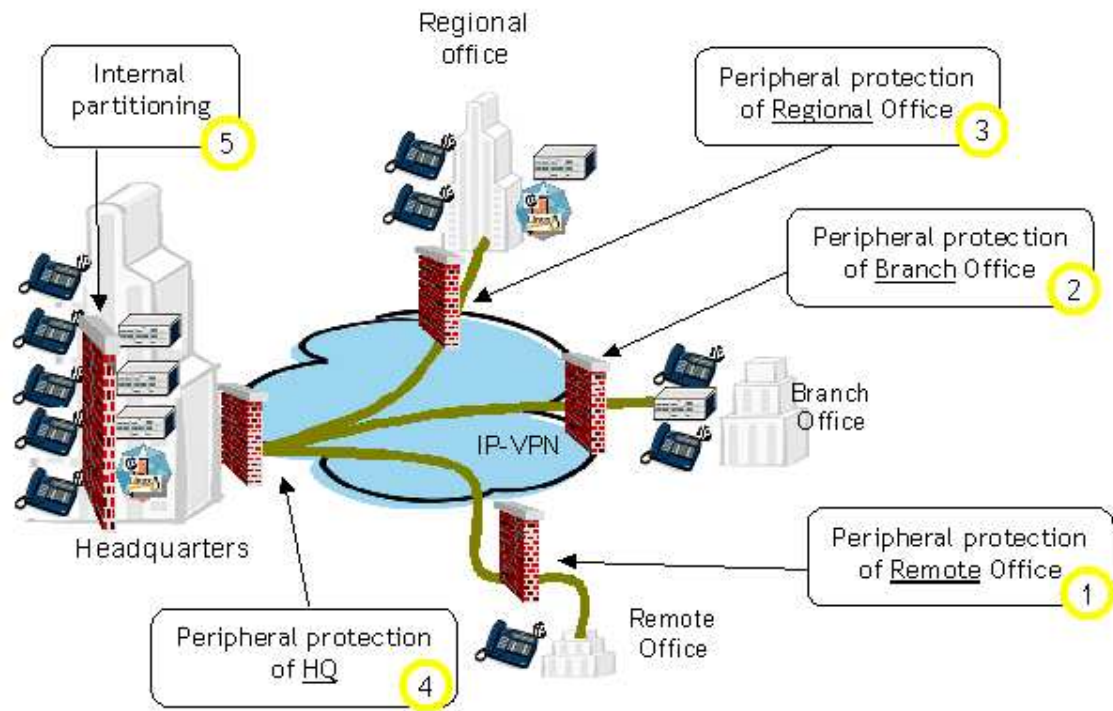 Regional
office
Internal
partitioning
5
Peripheral protection
of Regional Office
3
Peripheral protection
of Branch Office
2
Branch
Office
IP-VPN
Headquarters
Peripheral protection
of Remote Office
1
Remote
Office
Peripheral protection
of HQ
4